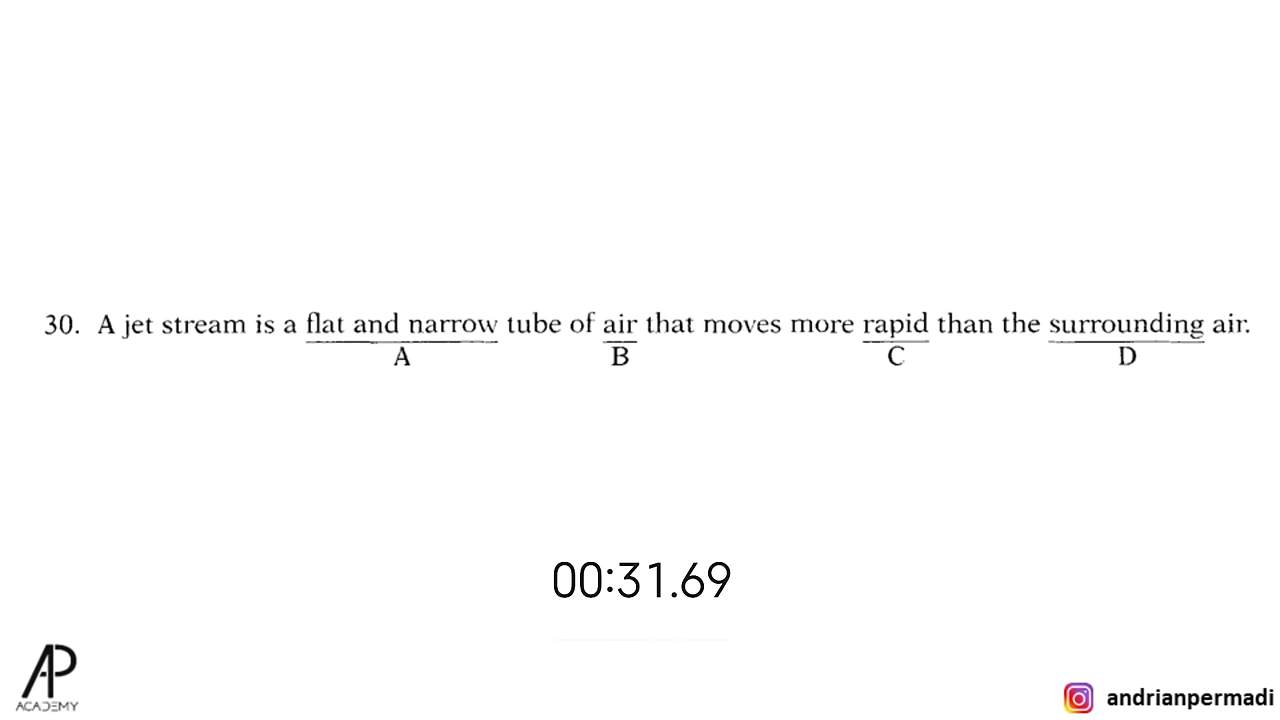 30. A jet stream is a flat and narrow tube of air that moves more rapid than the surrounding air.
A B C D
00:31.69
AP
ACADEMY
andrianpermadi